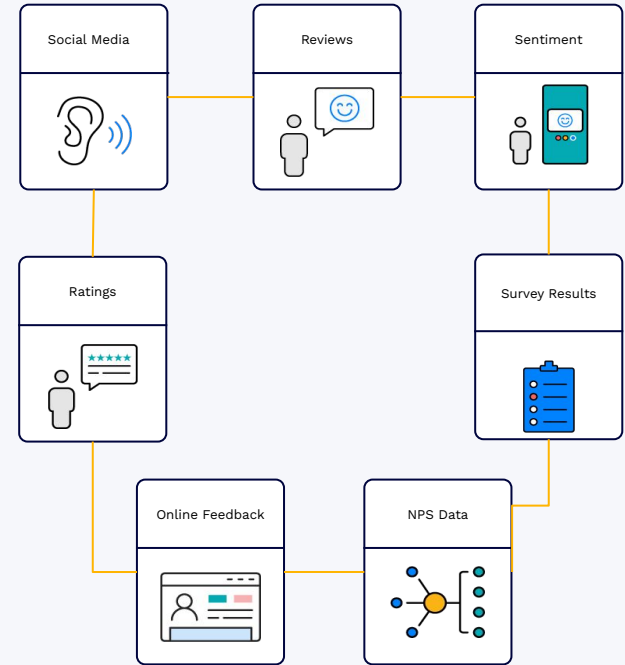 Social Media
Reviews
Sentiment
Ratings
Survey Results
Online Feedback
NPS Data